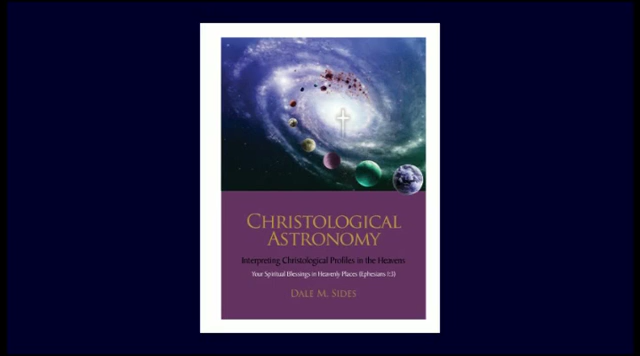 CHRISTOLOGICAL
ASTRONOMY
Interpreting Christological Profiles in the Heavens
Your Spiritual Blessings in Heavenly Places (Ephesians 1:3)
DALE M. SIDES